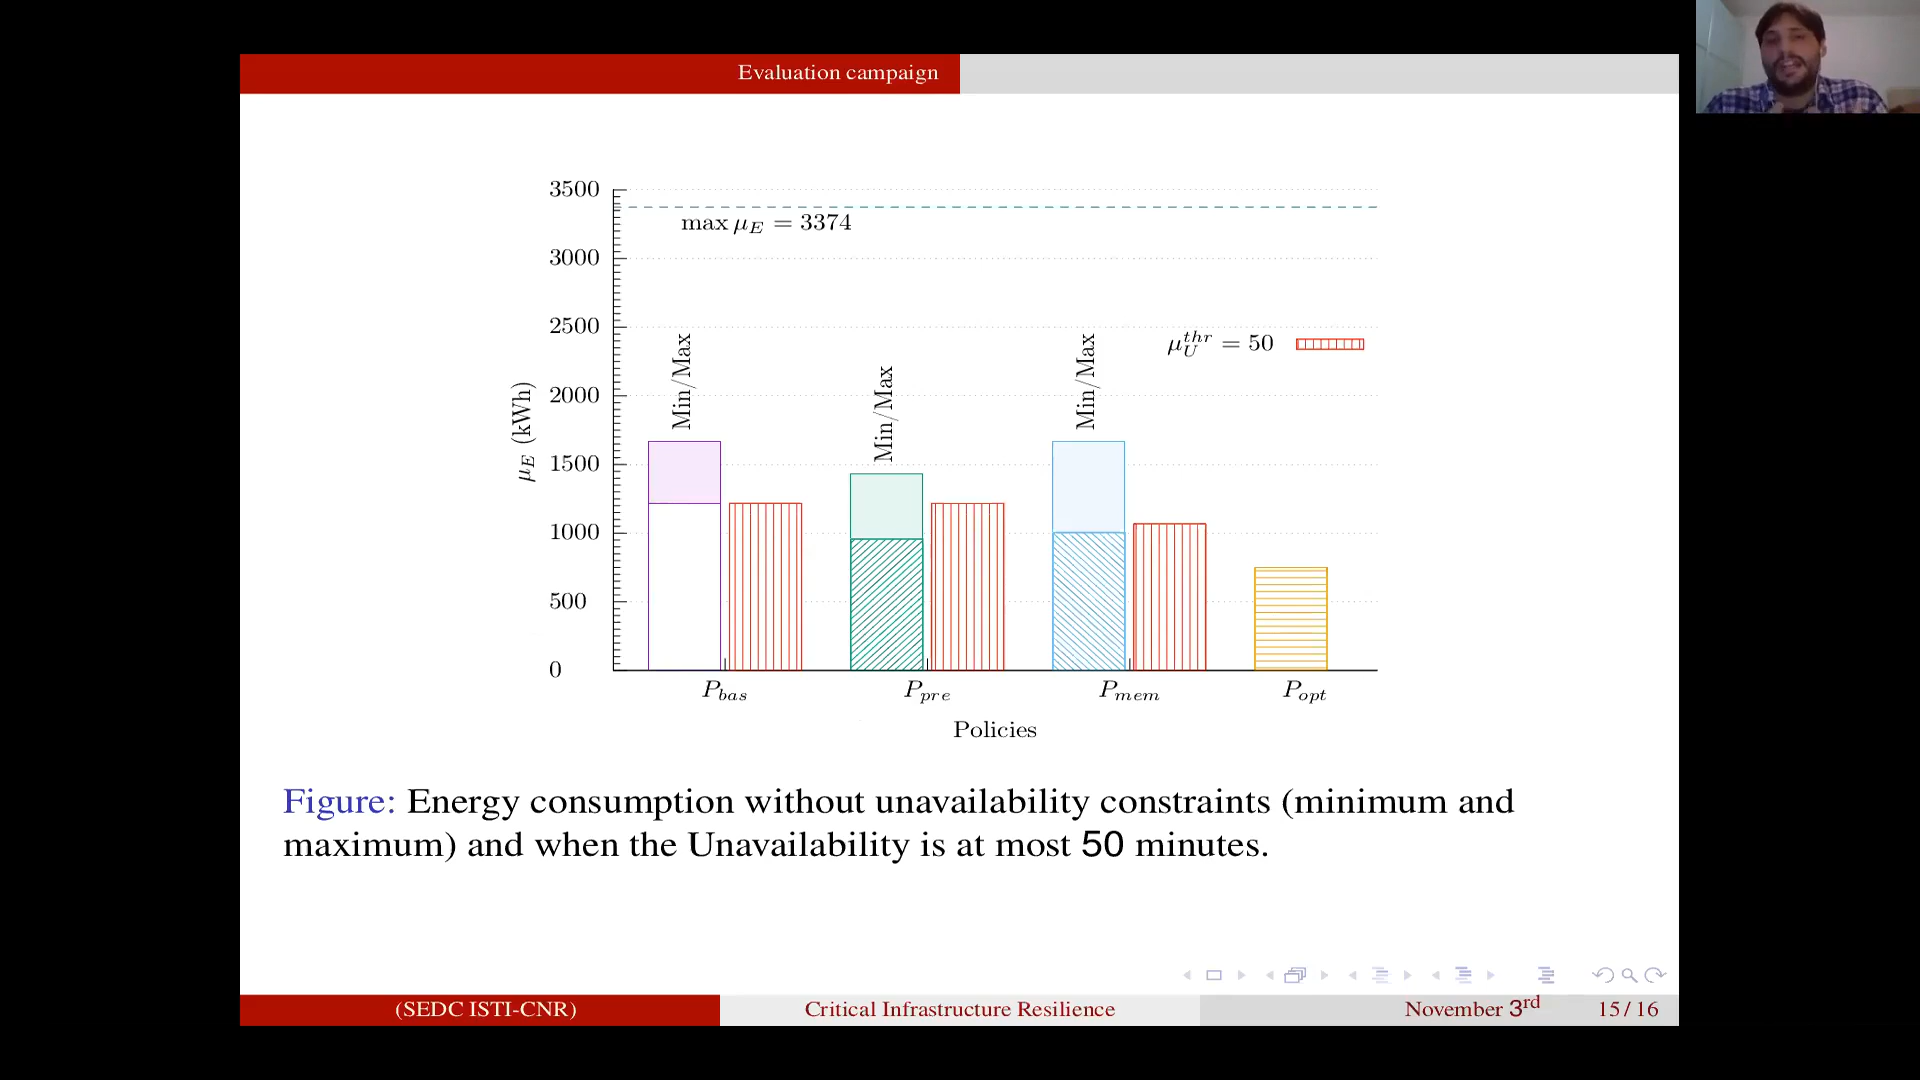 Evaluation campaign
3500
max μ_E = 3374
3000
2500
μ_U^thr = 50
Min/Max
Min/Max
Min/Max
2000
μ_E (kWh)
1500
1000
500
0
P_bas P_pre P_mem P_opt
Policies
Figure: Energy consumption without unavailability constraints (minimum and
maximum) and when the Unavailability is at most 50 minutes.
(SEDC ISTI-CNR) Critical Infrastructure Resilience November 3rd 15 / 16